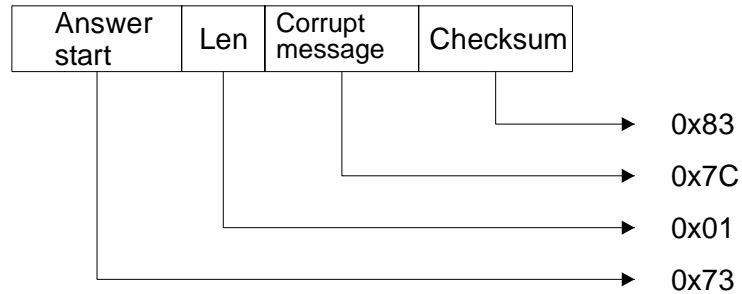 Answer
start
Len
Corrupt
message
Checksum
0x83
0x7C
0x01
0x73